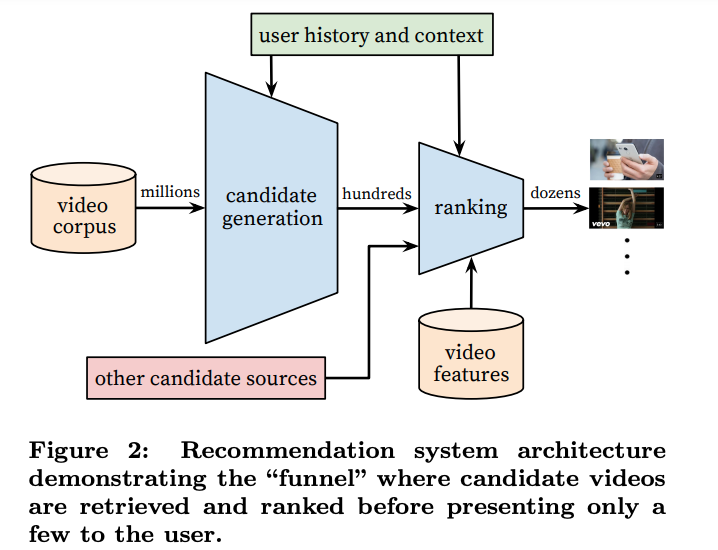 user history and context
millions
video
corpus
candidate
generation
hundreds
ranking
dozens
vevo
other candidate sources
video
features
Figure 2: Recommendation system architecture
demonstrating the “funnel” where candidate videos
are retrieved and ranked before presenting only a
few to the user.